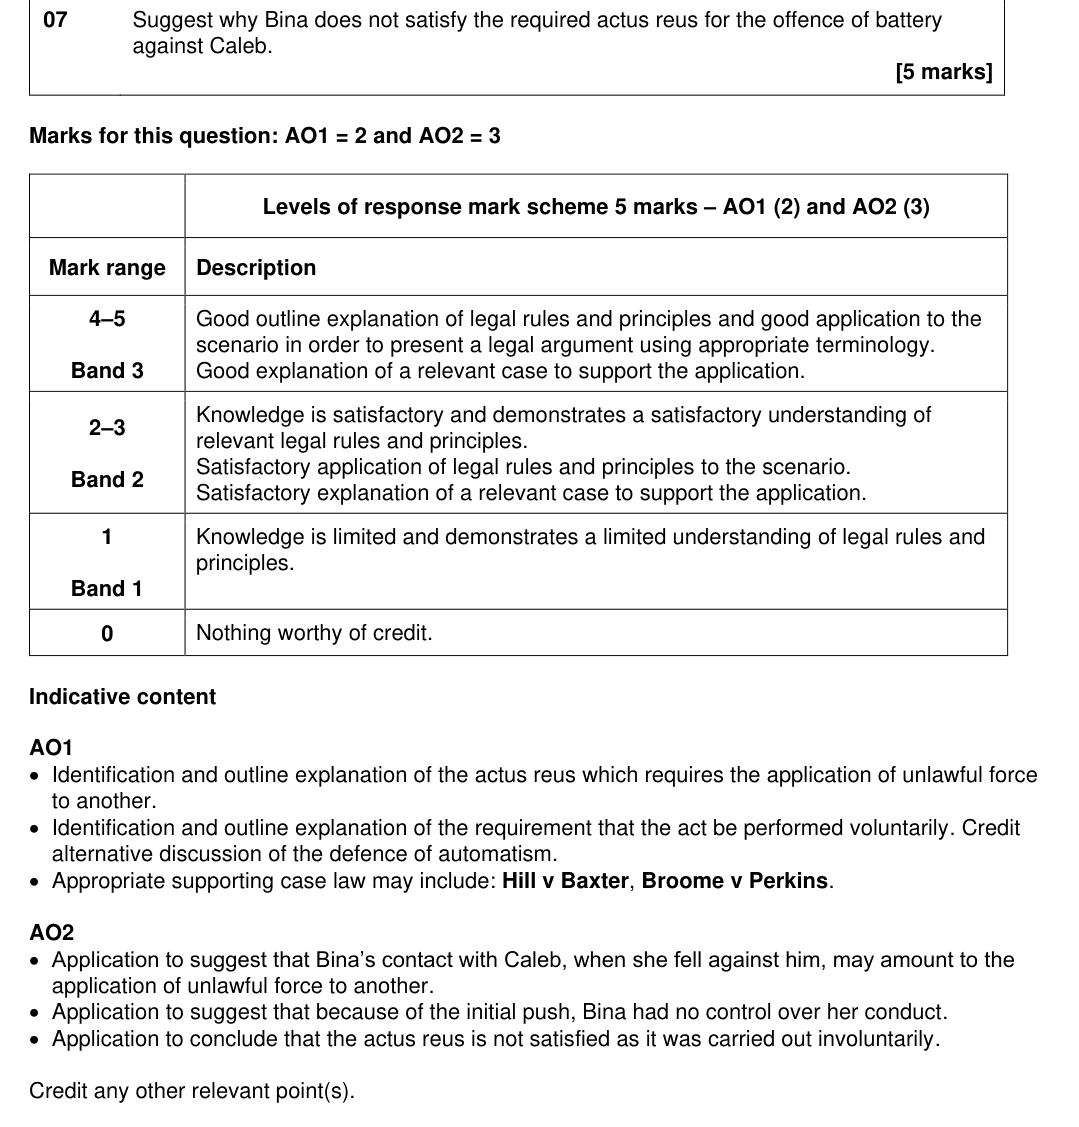 07 Suggest why Bina does not satisfy the required actus reus for the offence of battery
against Caleb.
[5 marks]
Marks for this question: AO1 = 2 and AO2 = 3
Levels of response mark scheme 5 marks – AO1 (2) and AO2 (3)
Mark range Description
4–5
Band 3
Good outline explanation of legal rules and principles and good application to the
scenario in order to present a legal argument using appropriate terminology.
Good explanation of a relevant case to support the application.
2–3
Band 2
Knowledge is satisfactory and demonstrates a satisfactory understanding of
relevant legal rules and principles.
Satisfactory application of legal rules and principles to the scenario.
Satisfactory explanation of a relevant case to support the application.
1
Band 1
Knowledge is limited and demonstrates a limited understanding of legal rules and
principles.
0 Nothing worthy of credit.
Indicative content
AO1
• Identification and outline explanation of the actus reus which requires the application of unlawful force
to another.
• Identification and outline explanation of the requirement that the act be performed voluntarily. Credit
alternative discussion of the defence of automatism.
• Appropriate supporting case law may include: Hill v Baxter, Broome v Perkins.
AO2
• Application to suggest that Bina’s contact with Caleb, when she fell against him, may amount to the
application of unlawful force to another.
• Application to suggest that because of the initial push, Bina had no control over her conduct.
• Application to conclude that the actus reus is not satisfied as it was carried out involuntarily.
Credit any other relevant point(s).